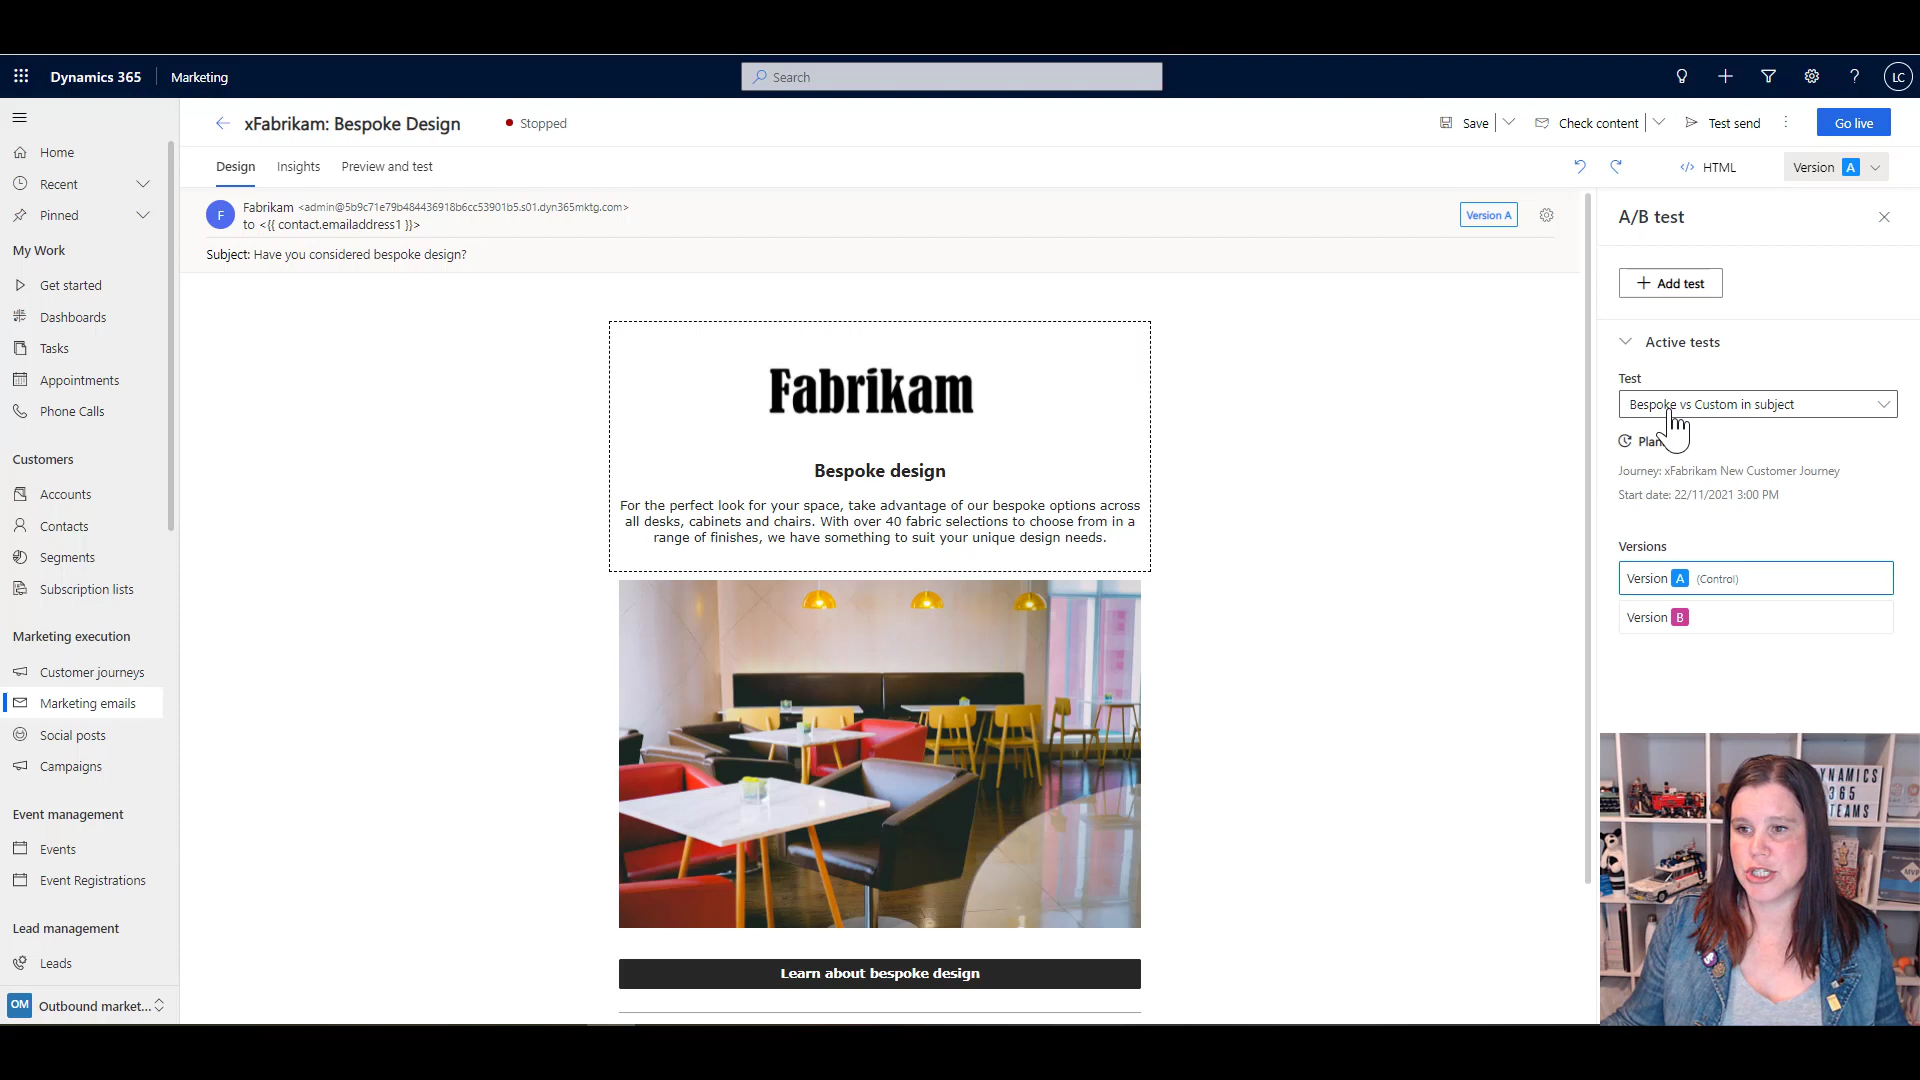 Dynamics 365
Marketing
Search
LC
xFabrikam: Bespoke Design
Stopped
Save
Check content
Test send
Go live
Home
Recent
Pinned
My Work
Get started
Dashboards
Tasks
Appointments
Phone Calls
Customers
Accounts
Contacts
Segments
Subscription lists
Marketing execution
Customer journeys
Marketing emails
Social posts
Campaigns
Event management
Events
Event Registrations
Lead management
Leads
OM Outbound market...
Design
Insights
Preview and test
HTML
Version A
F
Fabrikam <admin@5b9c71e79b484436918b6cc53901b5.s01.dyn365mktg.com>
to <{{ contact.emailaddress1 }}>
Version A
Subject: Have you considered bespoke design?
Fabrikam
Bespoke design
For the perfect look for your space, take advantage of our bespoke options across
all desks, cabinets and chairs. With over 40 fabric selections to choose from in a
range of finishes, we have something to suit your unique design needs.
Learn about bespoke design
A/B test
Add test
Active tests
Test
Bespoke vs Custom in subject
Journey: xFabrikam New Customer Journey
Start date: 22/11/2021 3:00 PM
Versions
Version A (Control)
Version B
365
TEAMS
MVP